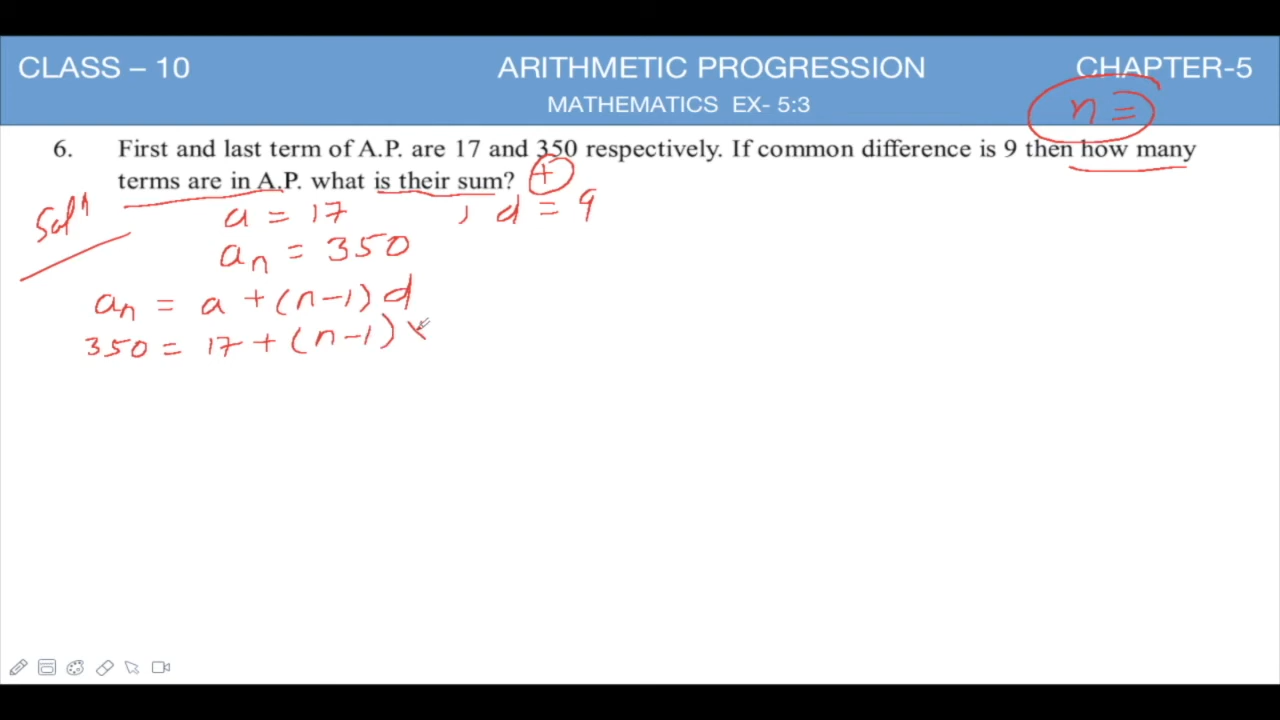 CLASS – 10 ARITHMETIC PROGRESSION CHAPTER-5
MATHEMATICS EX- 5:3
n =
6. First and last term of A.P. are 17 and 350 respectively. If common difference is 9 then how many
terms are in A.P. what is their sum? +
Solⁿ
a = 17 , d = 9
aₙ = 350
aₙ = a + (n-1) d
350 = 17 + (n-1) ×